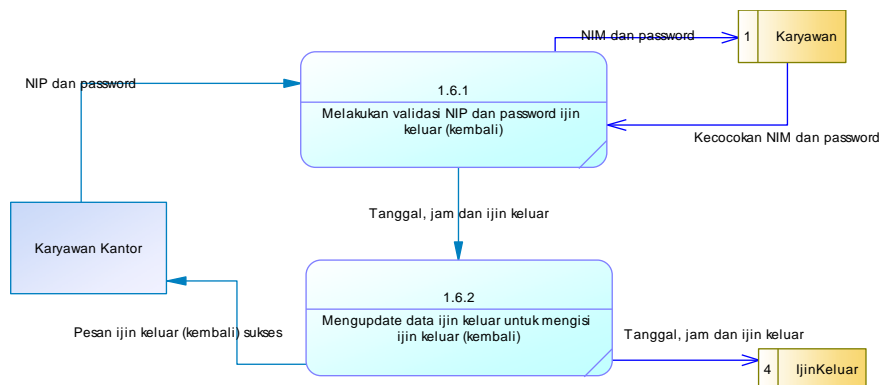 NIM dan password
1 Karyawan
NIP dan password
1.6.1
Melakukan validasi NIP dan password ijin
keluar (kembali)
Kecocokan NIM dan password
Tanggal, jam dan ijin keluar
Karyawan Kantor
1.6.2
Mengupdate data ijin keluar untuk mengisi
ijin keluar (kembali)
Pesan ijin keluar (kembali) sukses
Tanggal, jam dan ijin keluar
4 IjinKeluar